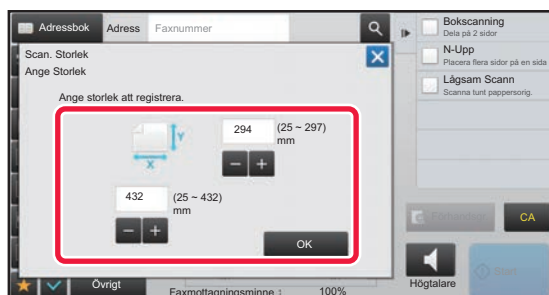 Adressbok
Adress
Faxnummer
Bokscanning
Dela på 2 sidor
N-Upp
Placera flera sidor på en sida
Lågsam Scann
Scanna tunt pappersorig.
Scan. Storlek
Ange Storlek
Ange storlek att registrera.
Y
X
294
(25 ~ 297)
mm
432
(25 ~ 432)
mm
OK
CA
Högtalare
Start
Övrigt
Faxmottagningsminne :
100%